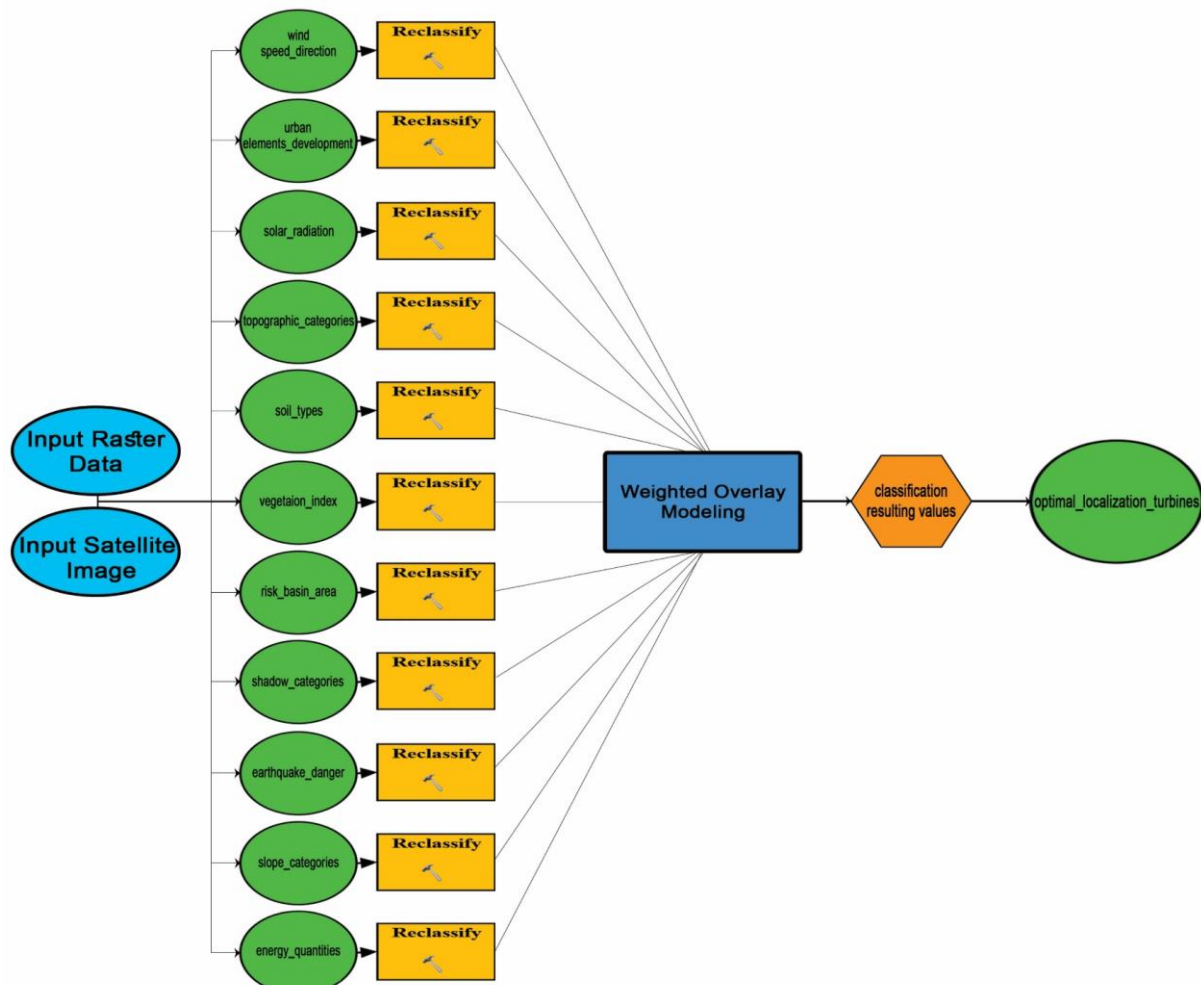 wind
speed_direction
Reclassify
urban
elements_development
Reclassify
solar_radiation
Reclassify
topographic_categories
Reclassify
soil_types
Reclassify
Input Raster
Data
Input Satellite
Image
vegetaion_index
Reclassify
risk_basin_area
Reclassify
shadow_categories
Reclassify
earthquake_danger
Reclassify
slope_categories
Reclassify
energy_quantities
Reclassify
Weighted Overlay
Modeling
classification
resulting values
optimal_localization_turbines